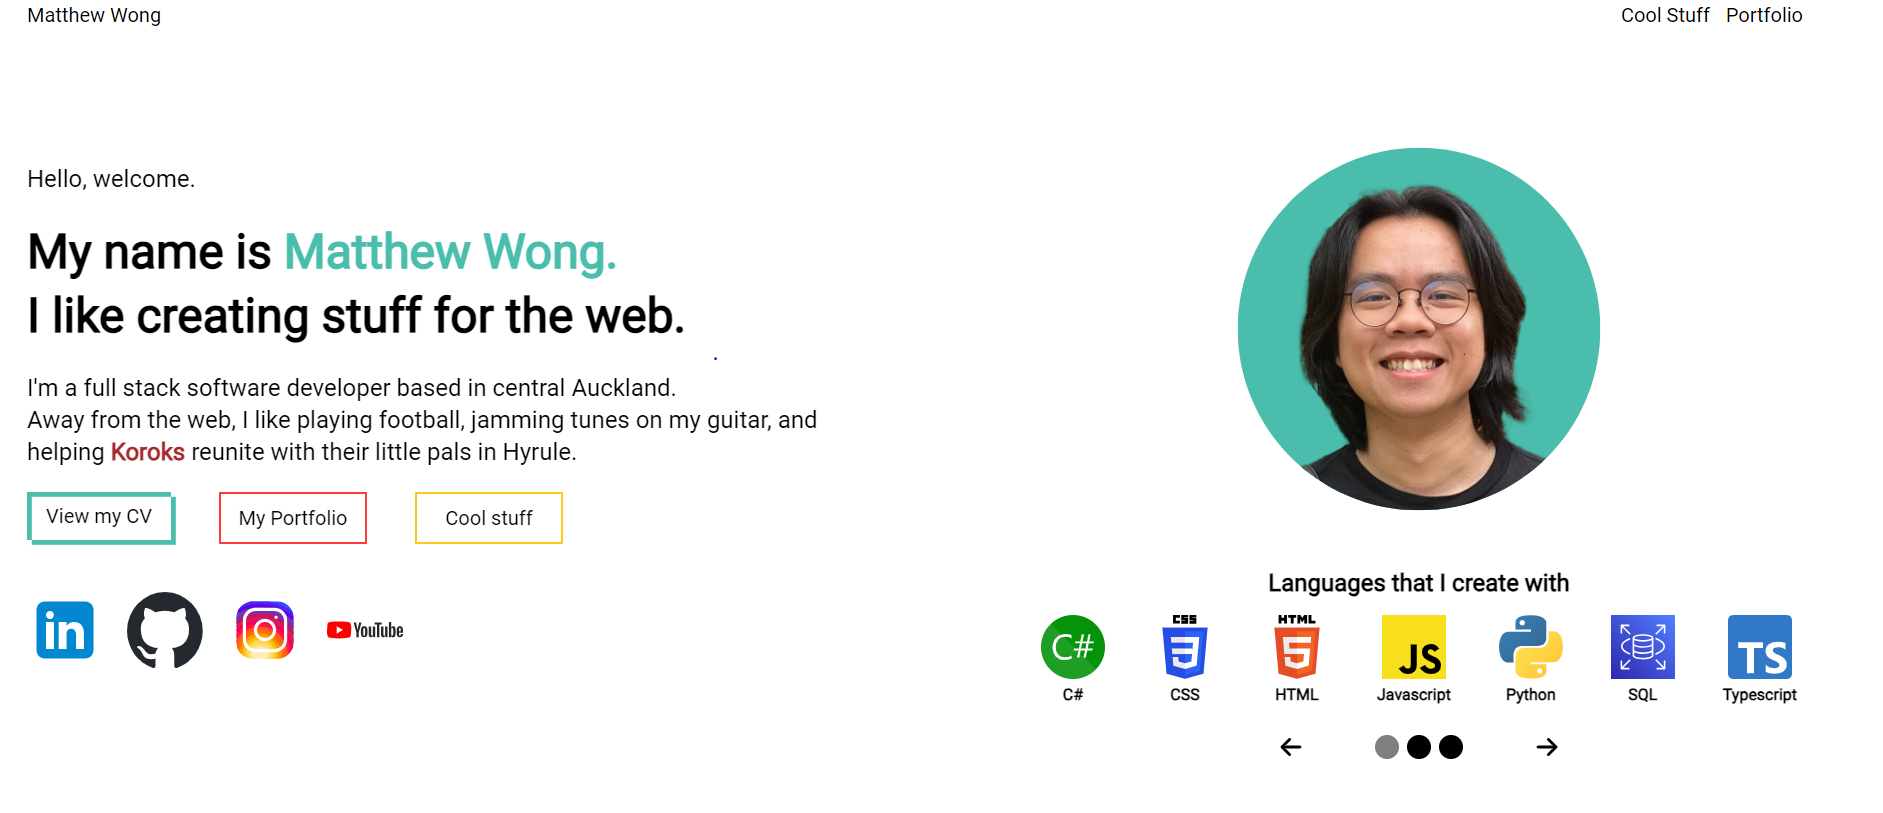 Matthew Wong
Cool Stuff Portfolio
Hello, welcome.
My name is Matthew Wong.
I like creating stuff for the web.
I'm a full stack software developer based in central Auckland.
Away from the web, I like playing football, jamming tunes on my guitar, and
helping Koroks reunite with their little pals in Hyrule.
View my CV
My Portfolio
Cool stuff
in
YouTube
Languages that I create with
C#
CSS
3
HTML
5
JS
TS
C#
CSS
HTML
Javascript
Python
SQL
Typescript